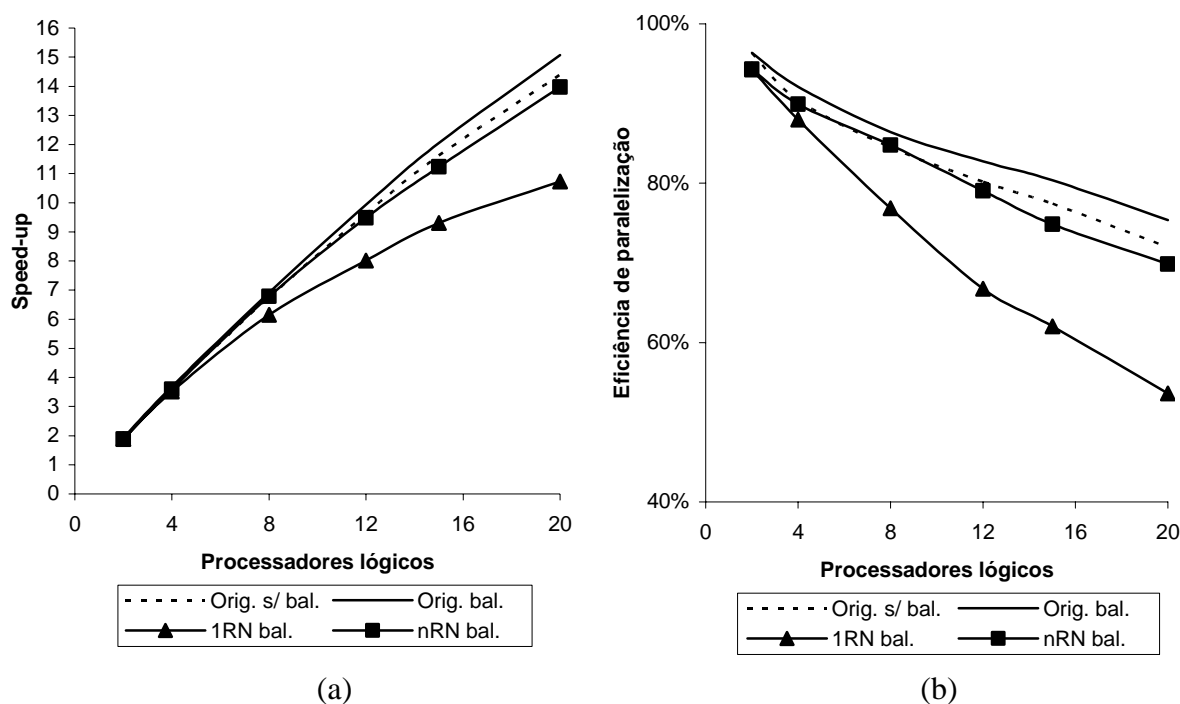 16
15
14
13
12
11
10
9
8
7
6
5
4
3
2
1
0
Speed-up
0 4 8 12 16 20
Processadores lógicos
Orig. s/ bal. Orig. bal.
1RN bal. nRN bal.
(a)
100%
80%
60%
40%
Eficiência de paralelização
0 4 8 12 16 20
Processadores lógicos
Orig. s/ bal. Orig. bal.
1RN bal. nRN bal.
(b)